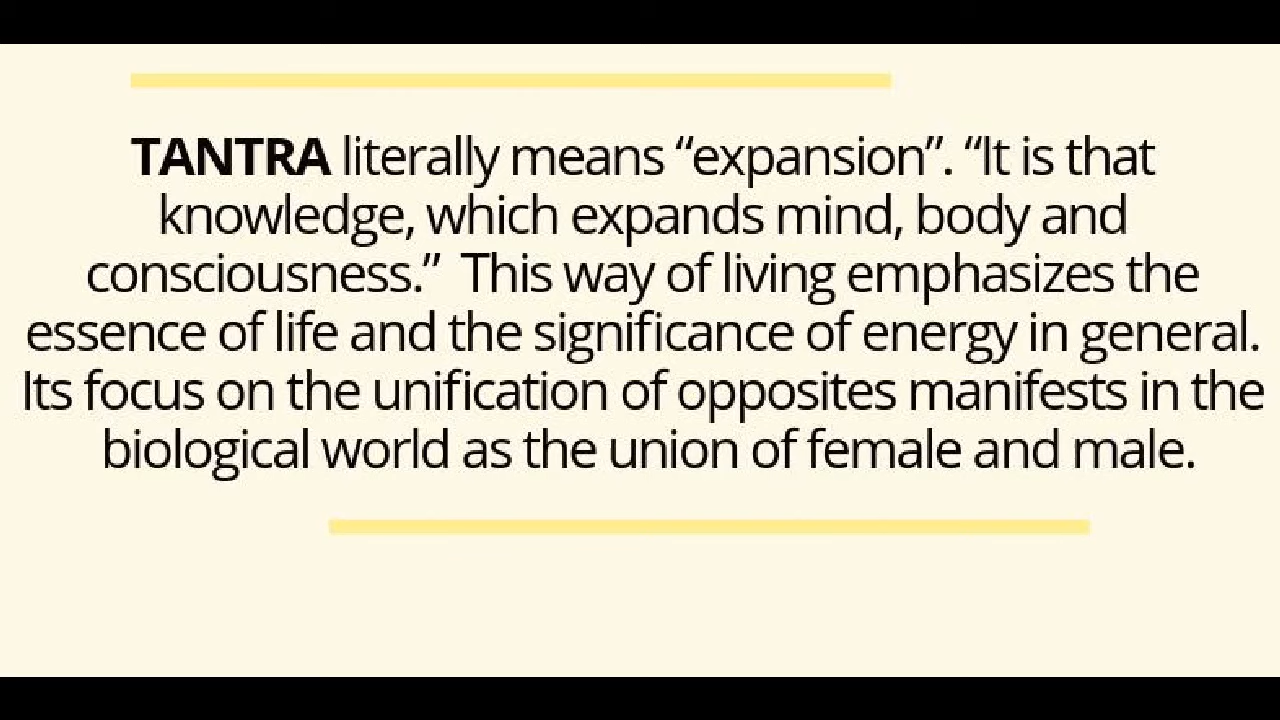 TANTRA literally means “expansion”. “It is that
knowledge, which expands mind, body and
consciousness.”  This way of living emphasizes the
essence of life and the significance of energy in general.
Its focus on the unification of opposites manifests in the
biological world as the union of female and male.